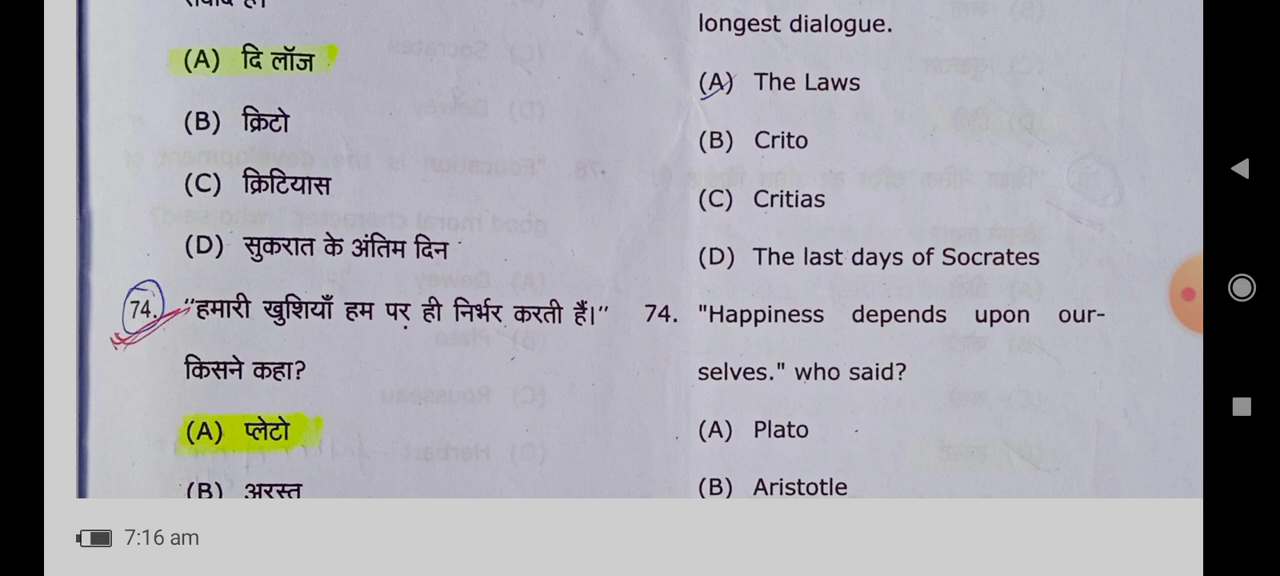 (A) दि लॉज
(B) क्रिटो
(C) क्रिटियास
(D) सुकरात के अंतिम दिन
74. "हमारी खुशियाँ हम पर ही निर्भर करती हैं।"
किसने कहा?
(A) प्लेटो
(B) अरस्तू
longest dialogue.
(A) The Laws
(B) Crito
(C) Critias
(D) The last days of Socrates
74. "Happiness depends upon our-
selves." who said?
(A) Plato
(B) Aristotle
7:16 am